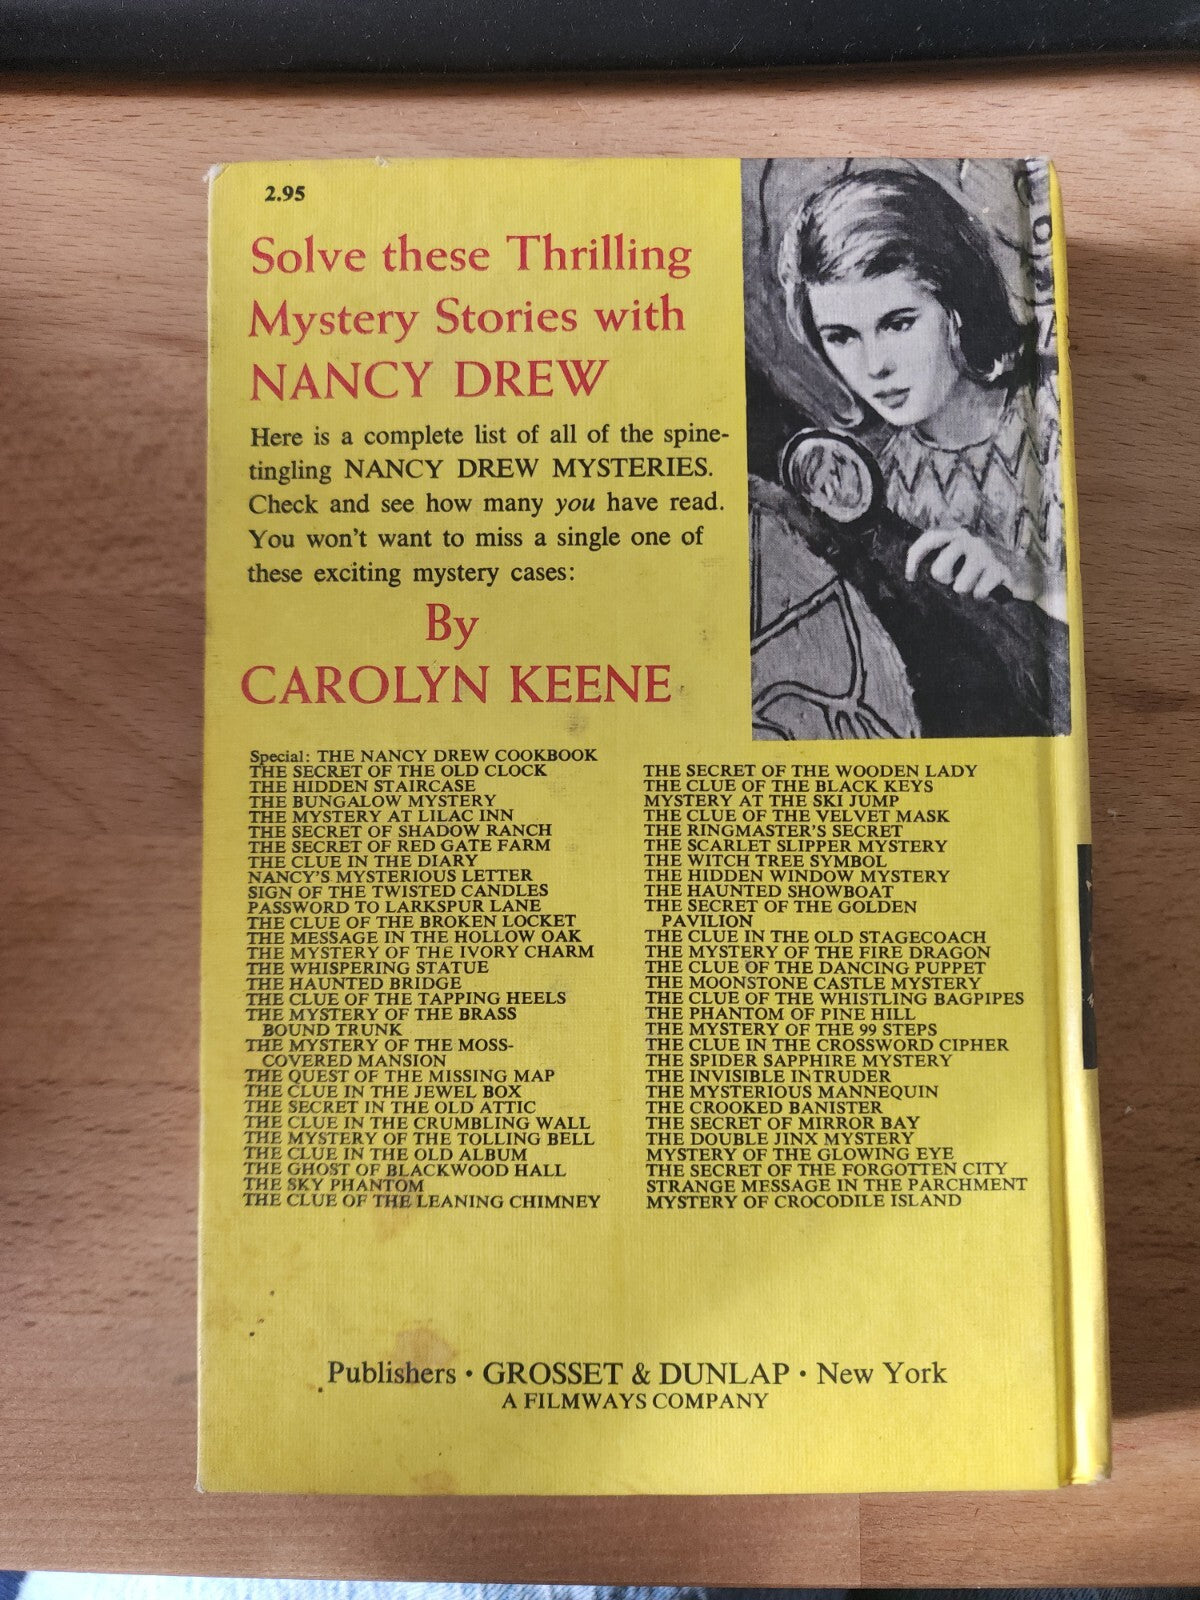 2.95
Solve these Thrilling
Mystery Stories with
NANCY DREW
Here is a complete list of all of the spine-
tingling NANCY DREW MYSTERIES.
Check and see how many you have read.
You won't want to miss a single one of
these exciting mystery cases:
By
CAROLYN KEENE
Special: THE NANCY DREW COOKBOOK
THE SECRET OF THE OLD CLOCK
THE HIDDEN STAIRCASE
THE BUNGALOW MYSTERY
THE MYSTERY AT LILAC INN
THE SECRET OF SHADOW RANCH
THE SECRET OF RED GATE FARM
THE CLUE IN THE DIARY
NANCY'S MYSTERIOUS LETTER
SIGN OF THE TWISTED CANDLES
PASSWORD TO LARKSPUR LANE
THE CLUE OF THE BROKEN LOCKET
THE MESSAGE IN THE HOLLOW OAK
THE MYSTERY OF THE IVORY CHARM
THE WHISPERING STATUE
THE HAUNTED BRIDGE
THE CLUE OF THE TAPPING HEELS
THE MYSTERY OF THE BRASS
BOUND TRUNK
THE MYSTERY OF THE MOSS-
COVERED MANSION
THE QUEST OF THE MISSING MAP
THE CLUE IN THE JEWEL BOX
THE SECRET IN THE OLD ATTIC
THE CLUE IN THE CRUMBLING WALL
THE MYSTERY OF THE TOLLING BELL
THE CLUE IN THE OLD ALBUM
THE GHOST OF BLACKWOOD HALL
THE SKY PHANTOM
THE CLUE OF THE LEANING CHIMNEY
THE SECRET OF THE WOODEN LADY
THE CLUE OF THE BLACK KEYS
MYSTERY AT THE SKI JUMP
THE CLUE OF THE VELVET MASK
THE RINGMASTER'S SECRET
THE SCARLET SLIPPER MYSTERY
THE WITCH TREE SYMBOL
THE HIDDEN WINDOW MYSTERY
THE HAUNTED SHOWBOAT
THE SECRET OF THE GOLDEN
PAVILION
THE CLUE IN THE OLD STAGECOACH
THE MYSTERY OF THE FIRE DRAGON
THE CLUE OF THE DANCING PUPPET
THE MOONSTONE CASTLE MYSTERY
THE CLUE OF THE WHISTLING BAGPIPES
THE PHANTOM OF PINE HILL
THE MYSTERY OF THE 99 STEPS
THE CLUE IN THE CROSSWORD CIPHER
THE SPIDER SAPPHIRE MYSTERY
THE INVISIBLE INTRUDER
THE MYSTERIOUS MANNEQUIN
THE CROOKED BANISTER
THE SECRET OF MIRROR BAY
THE DOUBLE JINX MYSTERY
MYSTERY OF THE GLOWING EYE
THE SECRET OF THE FORGOTTEN CITY
STRANGE MESSAGE IN THE PARCHMENT
MYSTERY OF CROCODILE ISLAND
Publishers • GROSSET & DUNLAP • New York
A FILMWAYS COMPANY